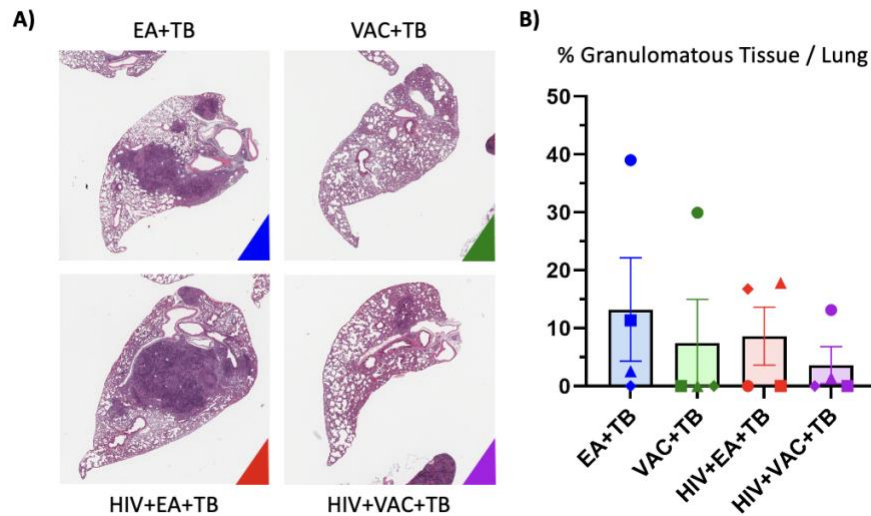 A)
EA+TB
VAC+TB
HIV+EA+TB
HIV+VAC+TB
B)
% Granulomatous Tissue / Lung
50
40
30
20
10
0
EA+TB
VAC+TB
HIV+EA+TB
HIV+VAC+TB